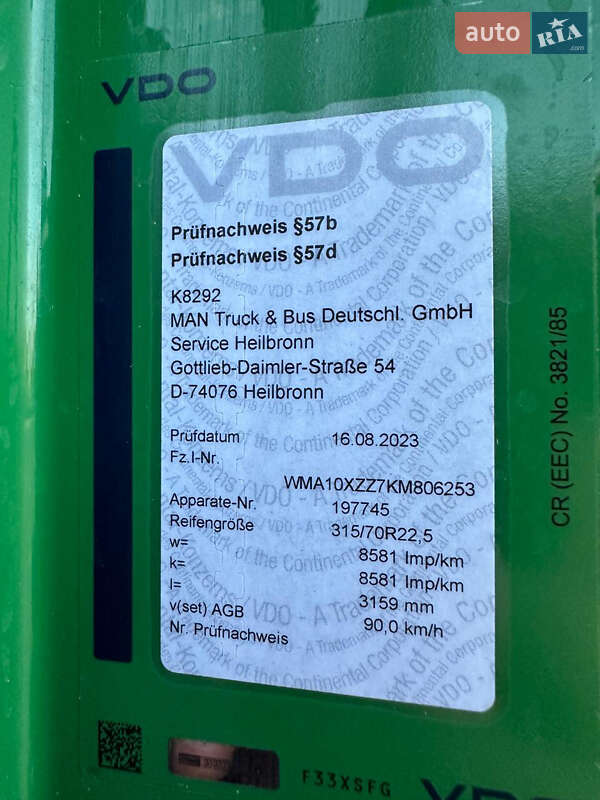 auto RIA .com
VDO
VDO
Prüfnachweis §57b
Prüfnachweis §57d
K8292
MAN Truck & Bus Deutschl. GmbH
Service Heilbronn
Gottlieb-Daimler-Straße 54
D-74076 Heilbronn
Prüfdatum 16.08.2023
Fz.I-Nr.
WMA10XZZ7KM806253
Apparate-Nr. 197745
Reifengröße 315/70R22,5
w= 8581 Imp/km
k= 8581 Imp/km
l= 3159 mm
v(set) AGB 90,0 km/h
Nr. Prüfnachweis
CR (EEC) No. 3821/85
F33XSFG
VDO